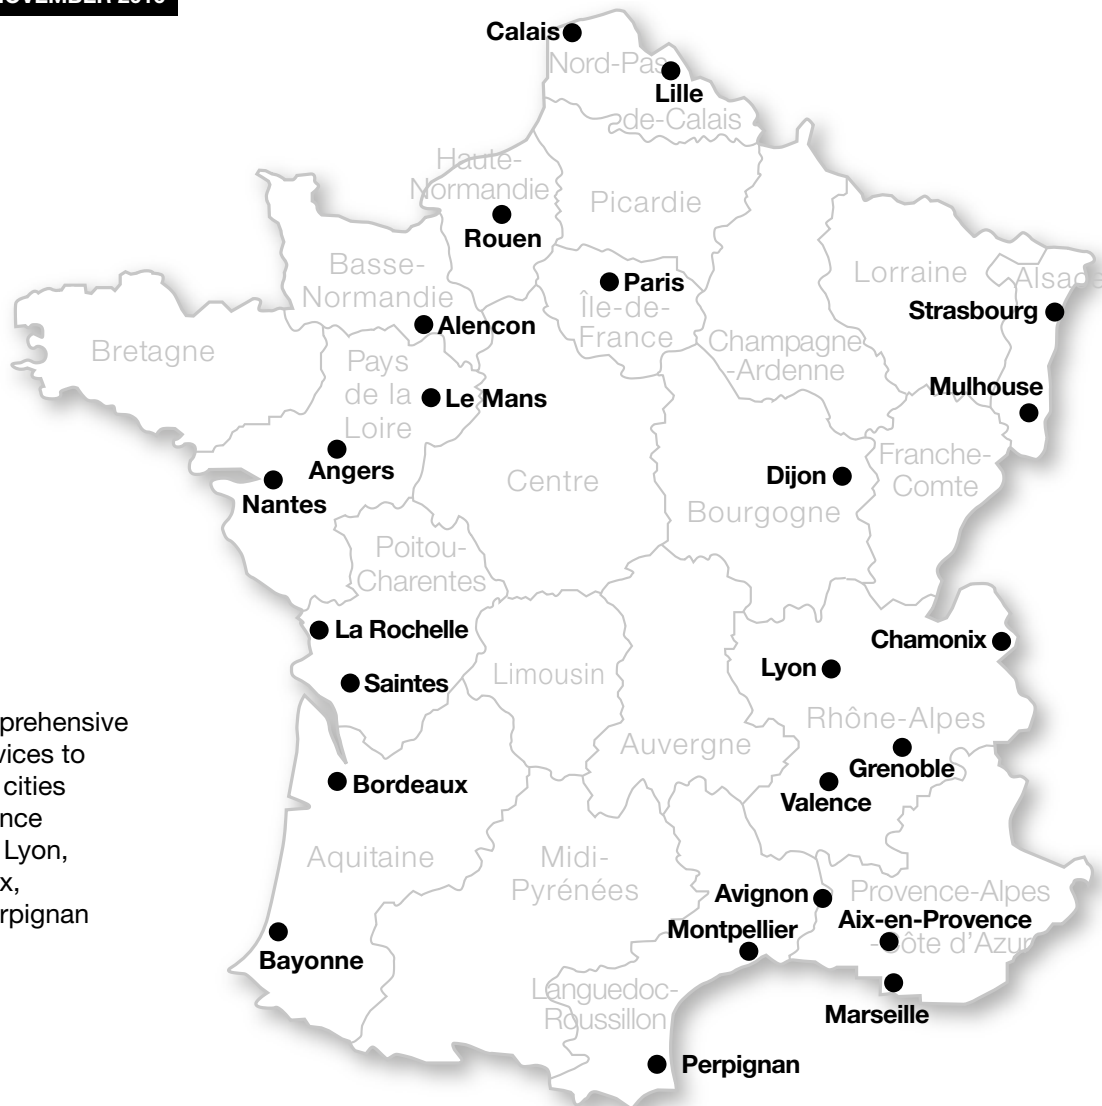 Calais
Nord-Pas
Lille
de-Calais
Haute-
Normandie
Picardie
Rouen
Basse-
Normandie
Paris
Île-de-
France
Lorraine
Alsace
Strasbourg
Alencon
Bretagne
Pays
de la
Loire
Champagne
-Ardenne
Le Mans
Mulhouse
Angers
Nantes
Centre
Dijon
Franche-
Comte
Bourgogne
Poitou-
Charentes
La Rochelle
Chamonix
Saintes
Limousin
Lyon
Rhône-Alpes
Auvergne
Grenoble
Valence
Bordeaux
prehensive
vices to
cities
nce
Lyon,
x,
rpignan
Aquitaine
Midi-
Pyrénées
Avignon
Provence-Alpes
Aix-en-Provence
-Côte d'Azur
Montpellier
Bayonne
Languedoc-
Roussillon
Marseille
Perpignan